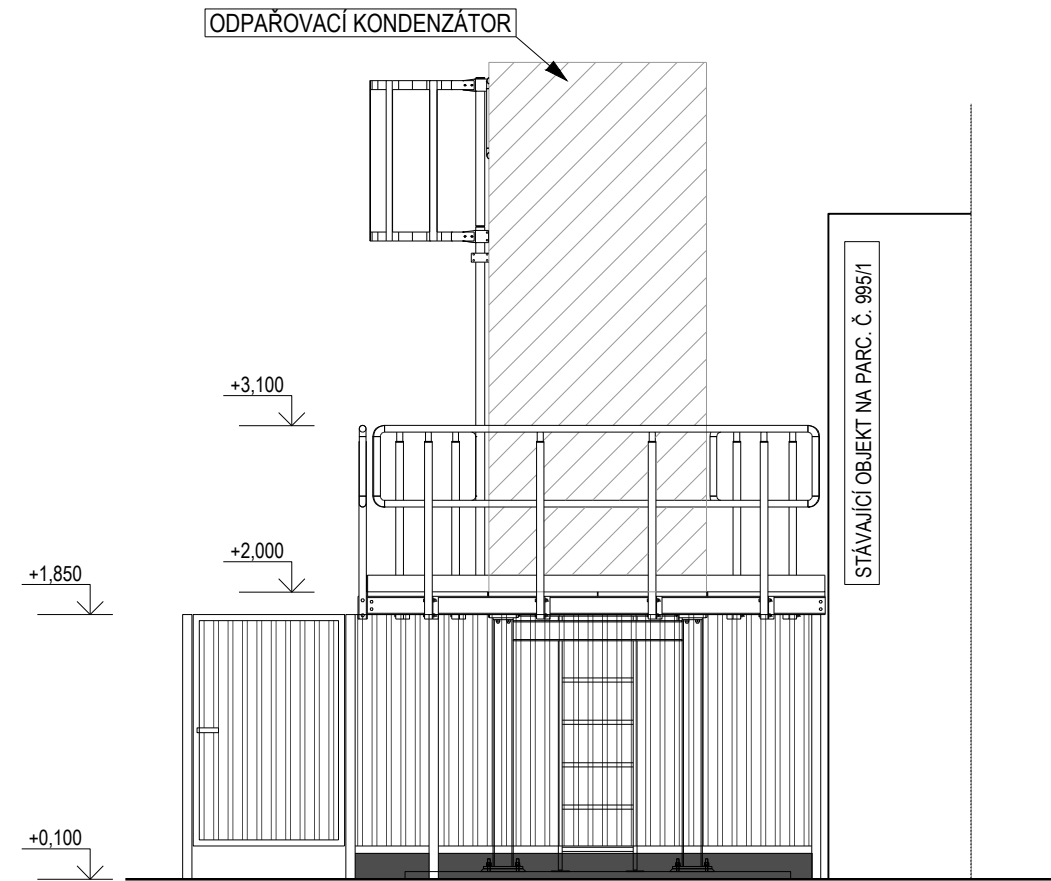 ODPAŘOVACÍ KONDENZÁTOR
STÁVAJÍCÍ OBJEKT NA PARC. Č. 995/1
+3,100
+2,000
+1,850
+0,100